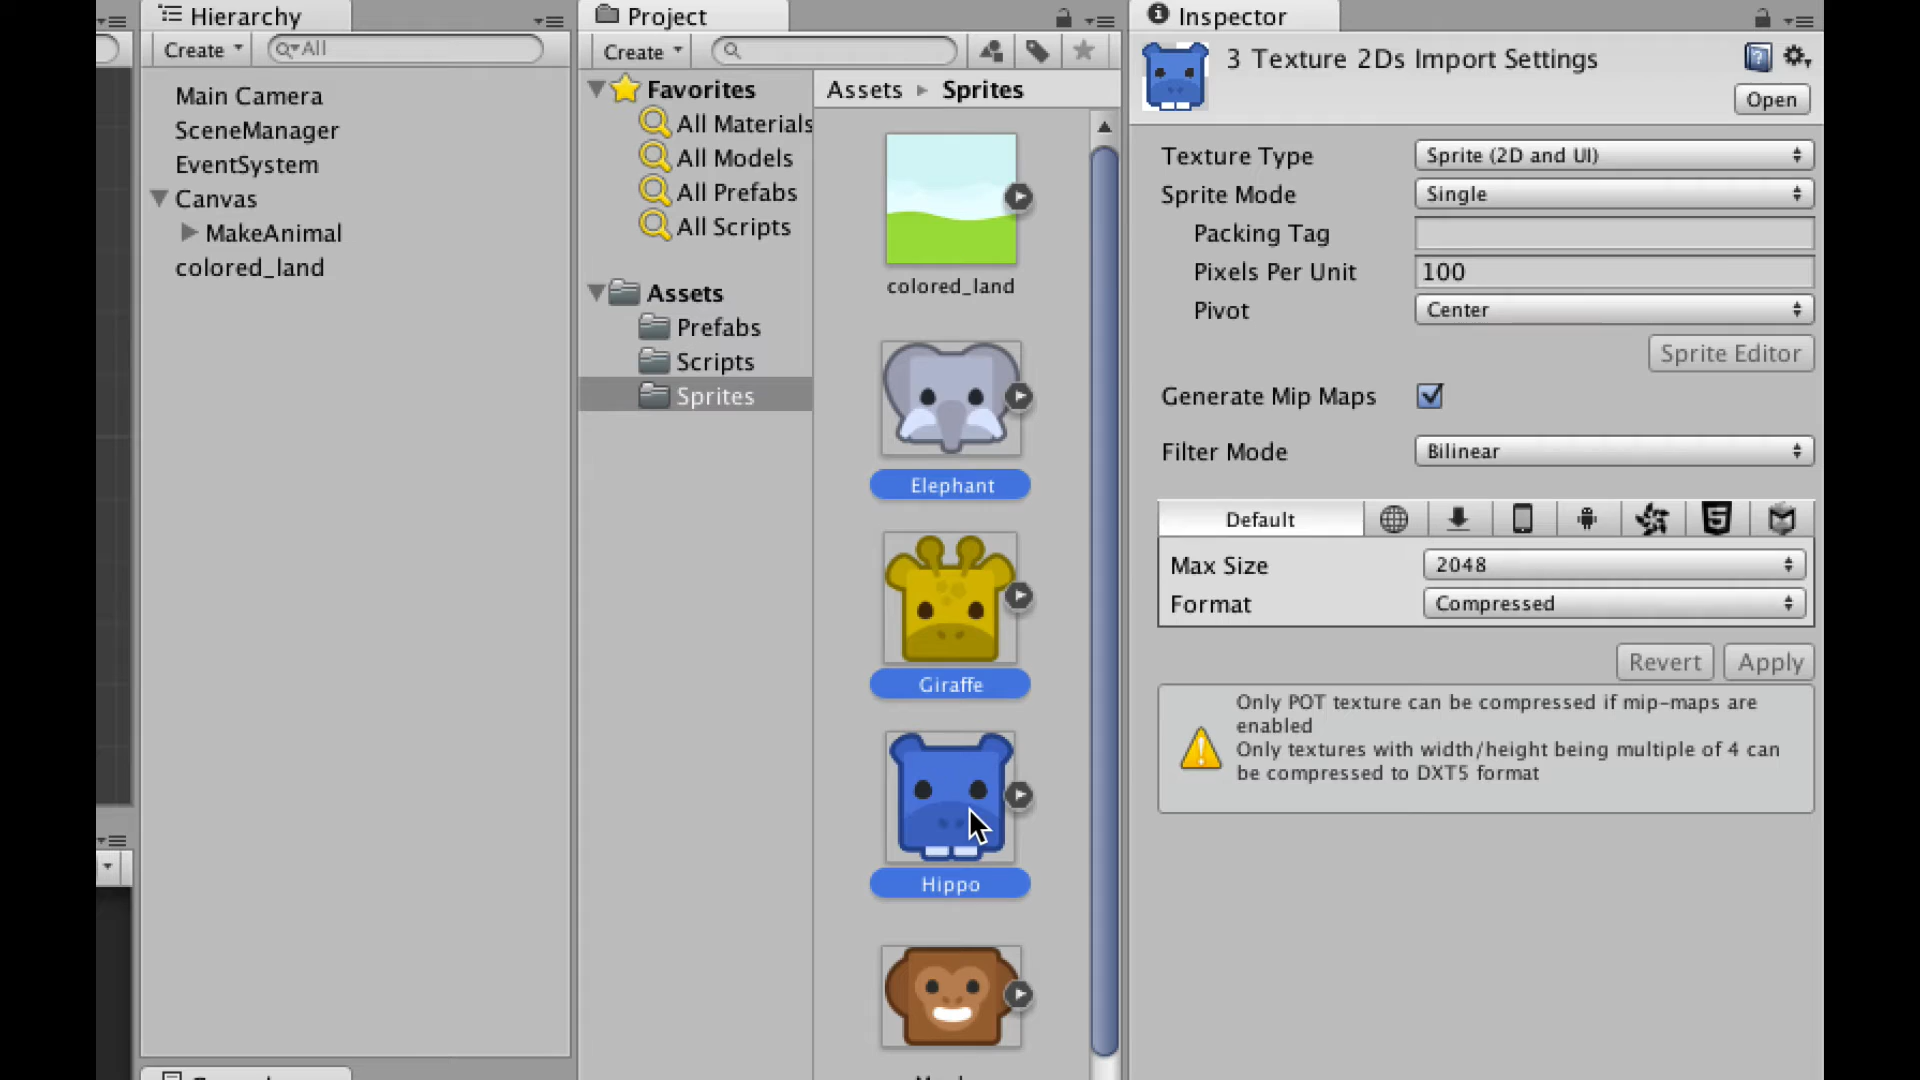 Hierarchy
Create
All
Main Camera
SceneManager
EventSystem
Canvas
MakeAnimal
colored_land
Project
Create
Favorites
All Materials
All Models
All Prefabs
All Scripts
Assets
Prefabs
Scripts
Sprites
Assets
Sprites
colored_land
Elephant
Giraffe
Hippo
Inspector
3 Texture 2Ds Import Settings
Open
Texture Type
Sprite (2D and UI)
Sprite Mode
Single
Packing Tag
Pixels Per Unit
100
Pivot
Center
Sprite Editor
Generate Mip Maps
Filter Mode
Bilinear
Default
Max Size
2048
Format
Compressed
Revert
Apply
Only POT texture can be compressed if mip-maps are
enabled
Only textures with width/height being multiple of 4 can
be compressed to DXT5 format